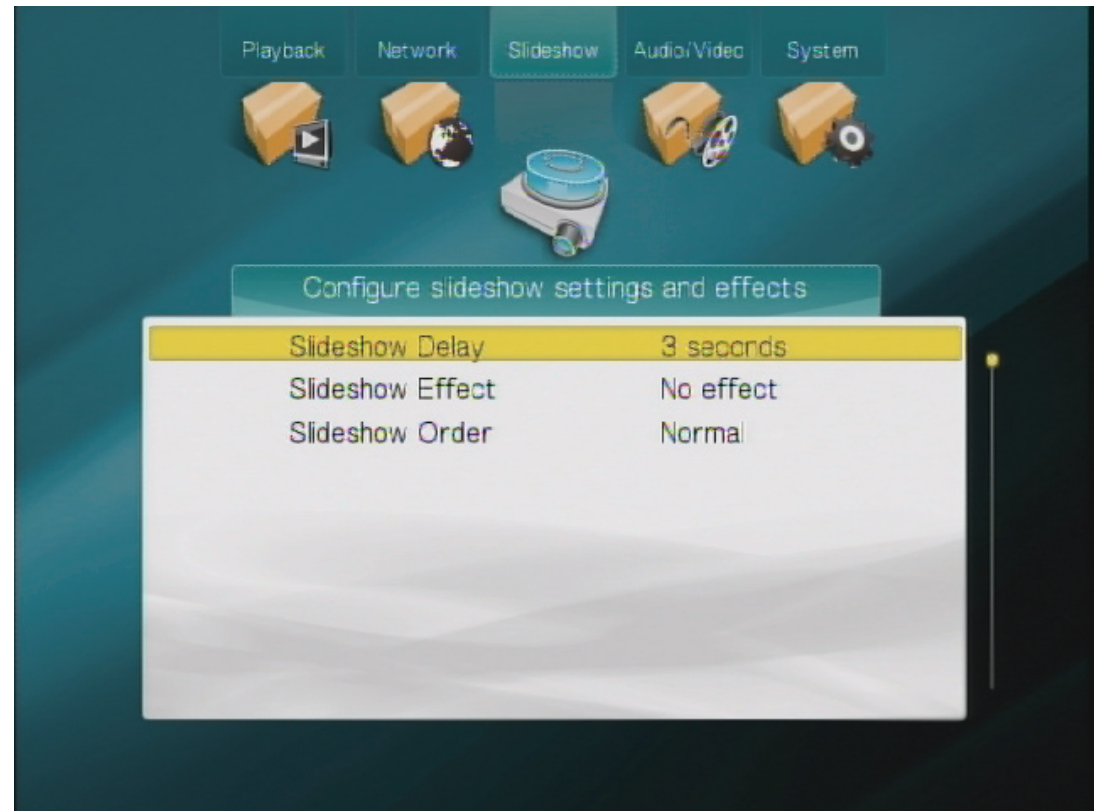 Playback Network Slideshow Audio/Video System
Configure slideshow settings and effects
Slideshow Delay 3 seconds
Slideshow Effect No effect
Slideshow Order Normal